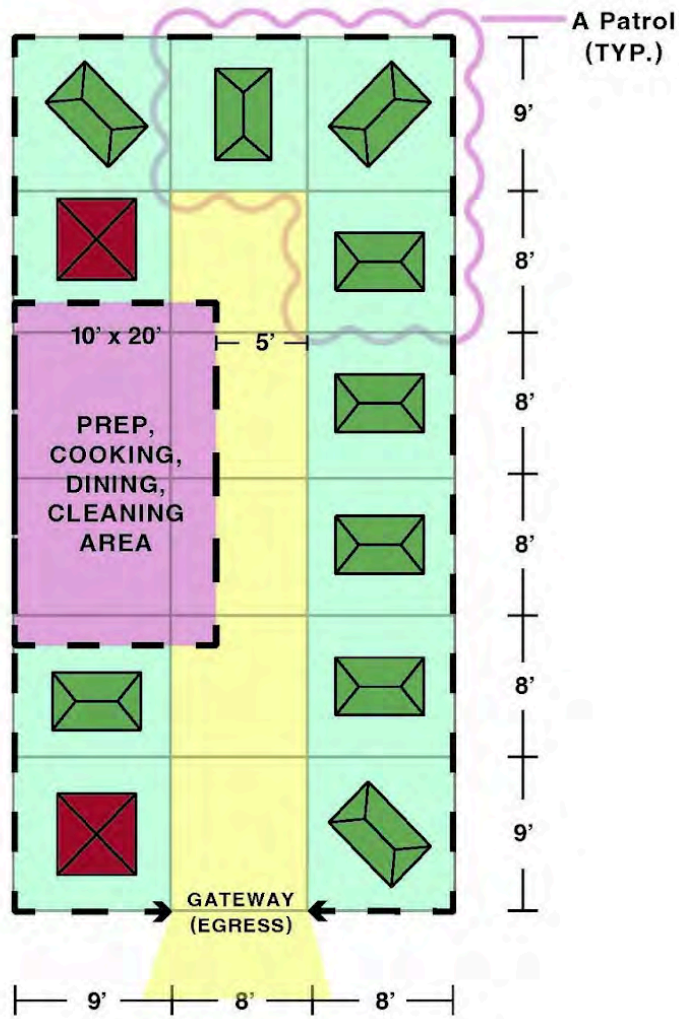 A Patrol
(TYP.)
9’
8’
10’ x 20’
5’
8’
PREP,
COOKING,
DINING,
CLEANING
AREA
8’
8’
9’
GATEWAY
(EGRESS)
9’
8’
8’